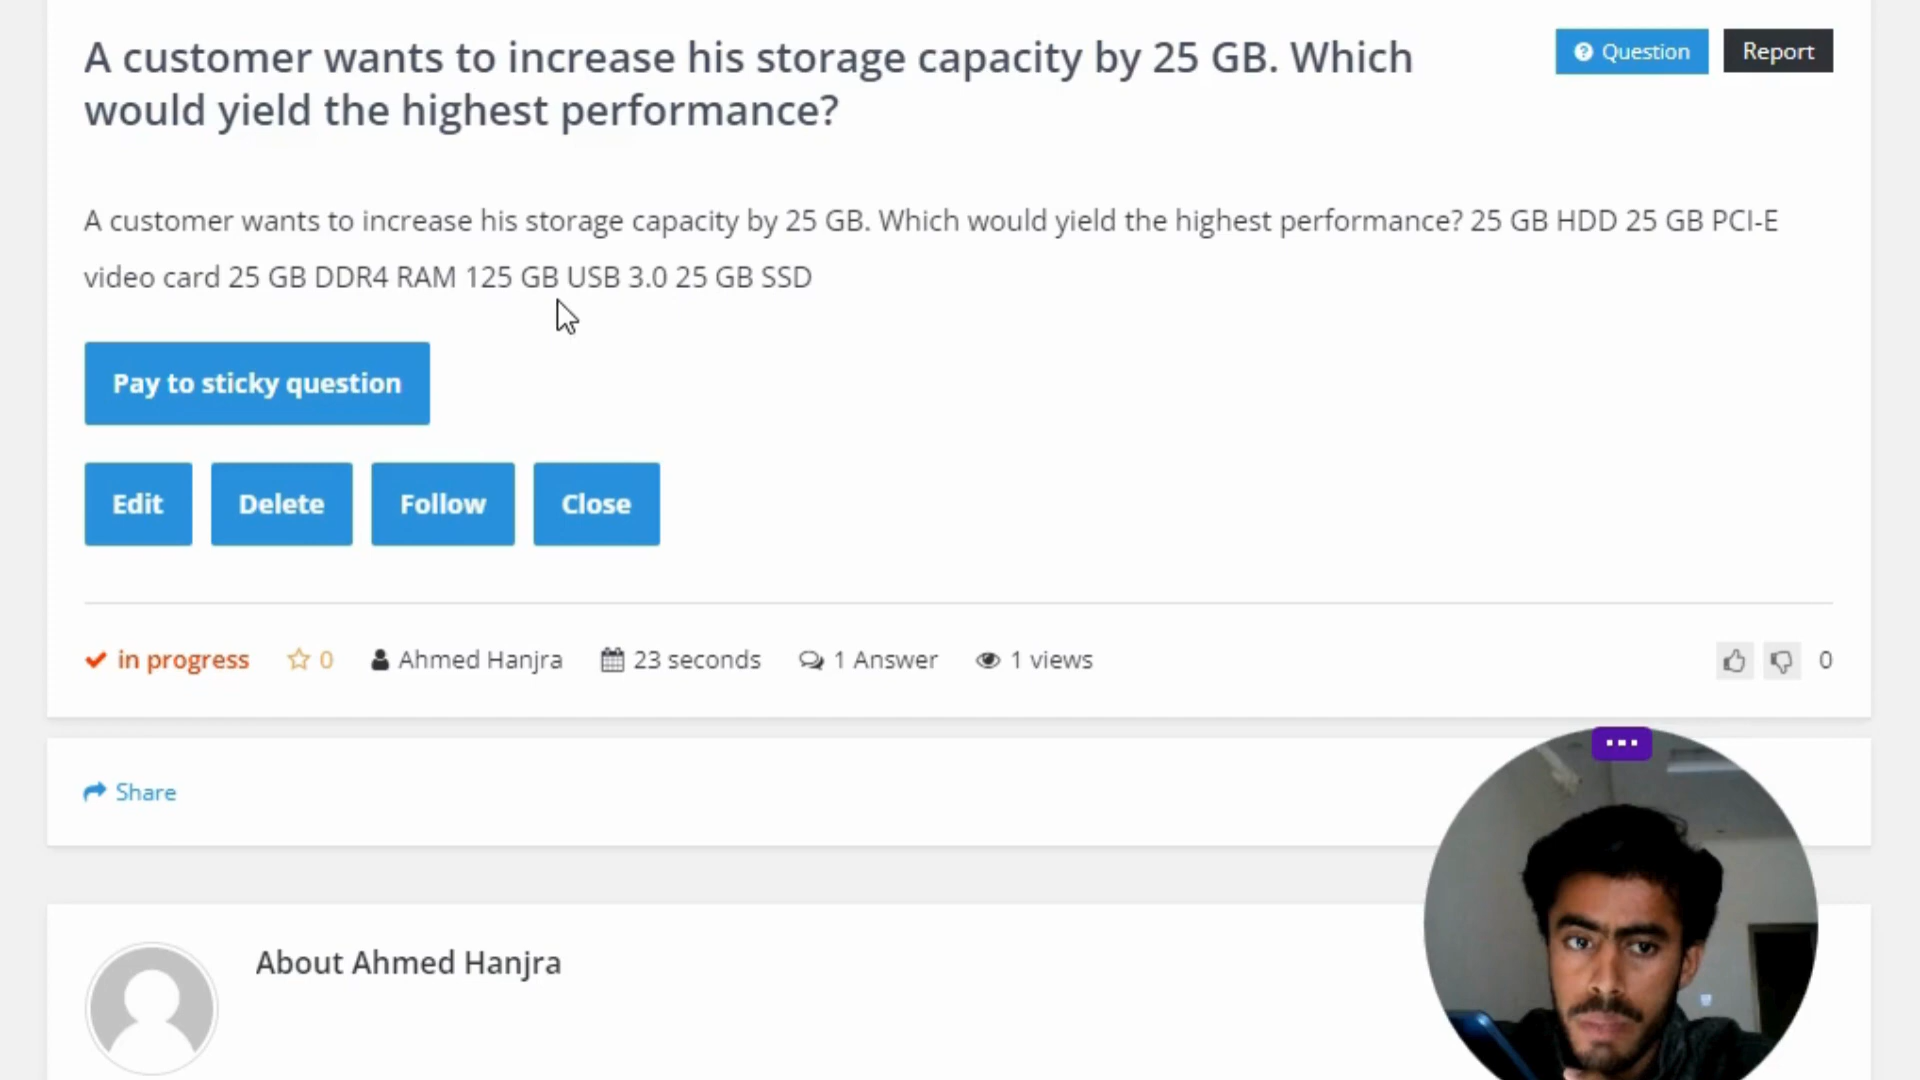 A customer wants to increase his storage capacity by 25 GB. Which
would yield the highest performance?
Question
Report
A customer wants to increase his storage capacity by 25 GB. Which would yield the highest performance? 25 GB HDD 25 GB PCI-E
video card 25 GB DDR4 RAM 125 GB USB 3.0 25 GB SSD
Pay to sticky question
Edit
Delete
Follow
Close
in progress
0
Ahmed Hanjra
23 seconds
1 Answer
1 views
0
Share
About Ahmed Hanjra